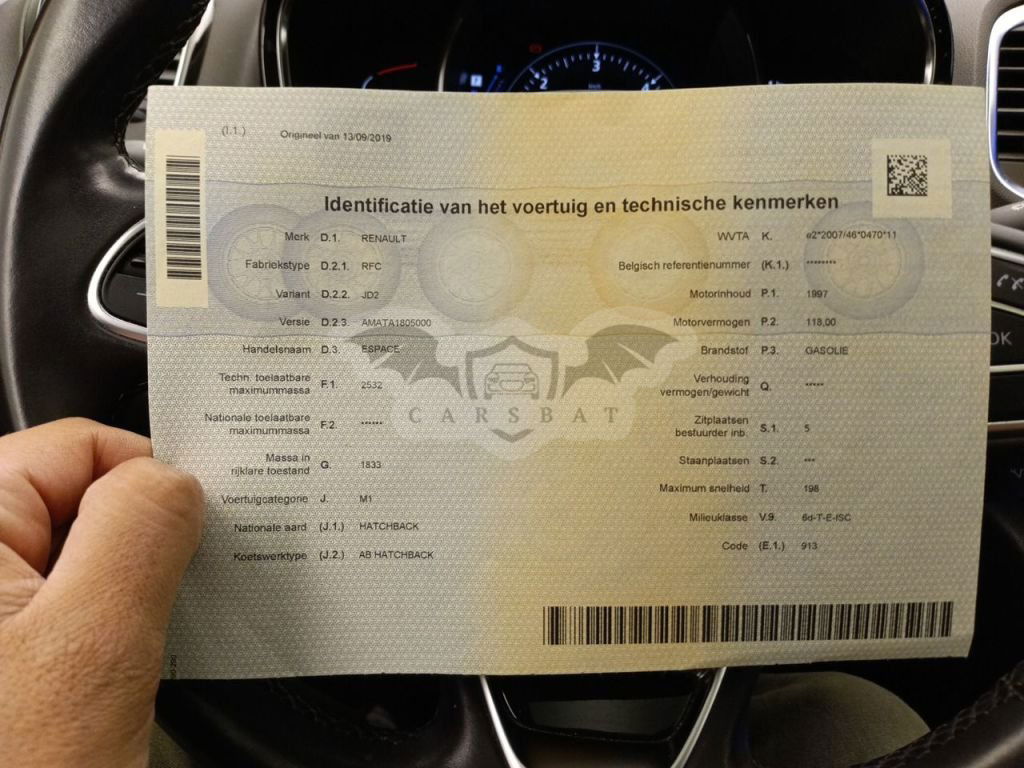 2 3 4
(I.1.) Origineel van 13/09/2019
Identificatie van het voertuig en technische kenmerken
Merk D.1. RENAULT
Fabriekstype D.2.1. RFC
Variant D.2.2. JD2
Versie D.2.3. AMATA1805000
Handelsnaam D.3. ESPACE
Techn. toelaatbare
maximummassa F.1. 2532
Nationale toelaatbare
maximummassa F.2. ******
Massa in
rijklare toestand G. 1833
Voertuigcategorie J. M1
Nationale aard (J.1.) HATCHBACK
Koetswerktype (J.2.) AB HATCHBACK
WVTA K. e2*2007/46*0470*11
Belgisch referentienummer (K.1.) ********
Motorinhoud P.1. 1997
Motorvermogen P.2. 118,00
Brandstof P.3. GASOLIE
Verhouding
vermogen/gewicht Q. *****
Zitplaatsen
bestuurder inb. S.1. 5
Staanplaatsen S.2. ***
Maximum snelheid T. 198
Milieuklasse V.9. 6d-T-E-ISC
Code (E.1.) 913
CARSBAT
OK